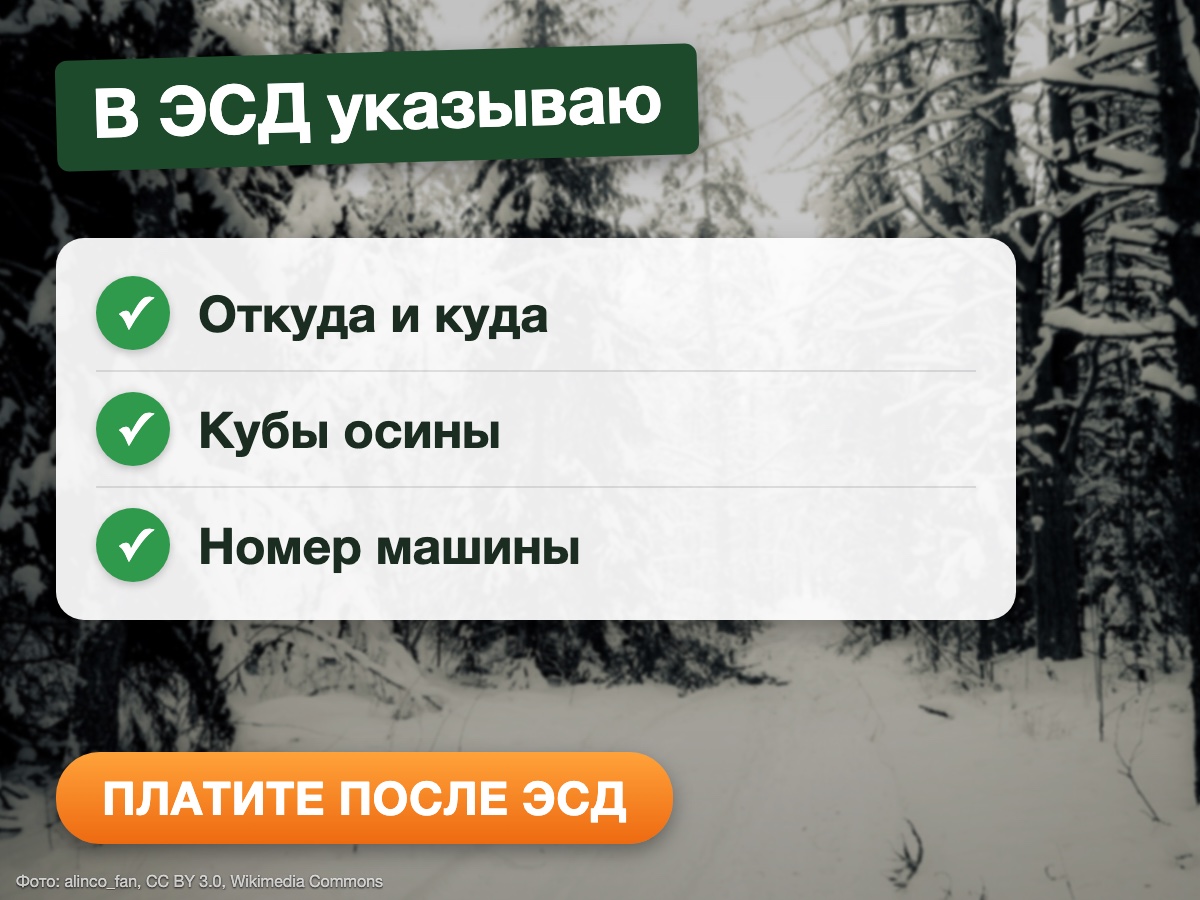 В ЭСД указываю
Откуда и куда
Кубы осины
Номер машины
ПЛАТИТЕ ПОСЛЕ ЭСД
Фото: alinco_fan, CC BY 3.0, Wikimedia Commons